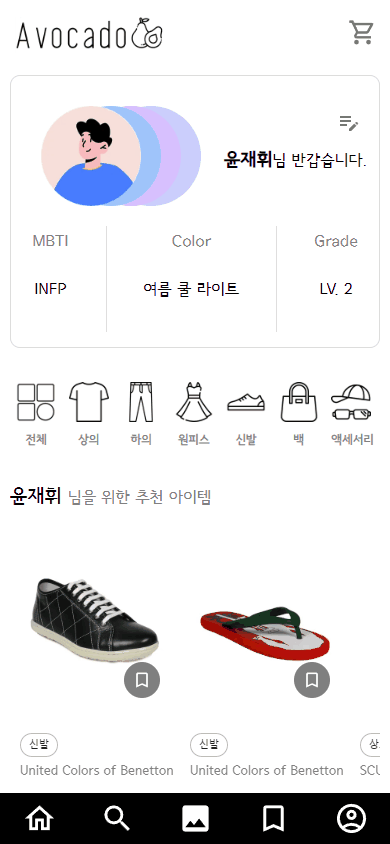 Avocado
윤재휘님 반갑습니다.
MBTI Color Grade
INFP 여름 쿨 라이트 LV. 2
전체 상의 하의 원피스 신발 백 액세서리
윤재휘 님을 위한 추천 아이템
신발 신발
United Colors of Benetton United Colors of Benetton